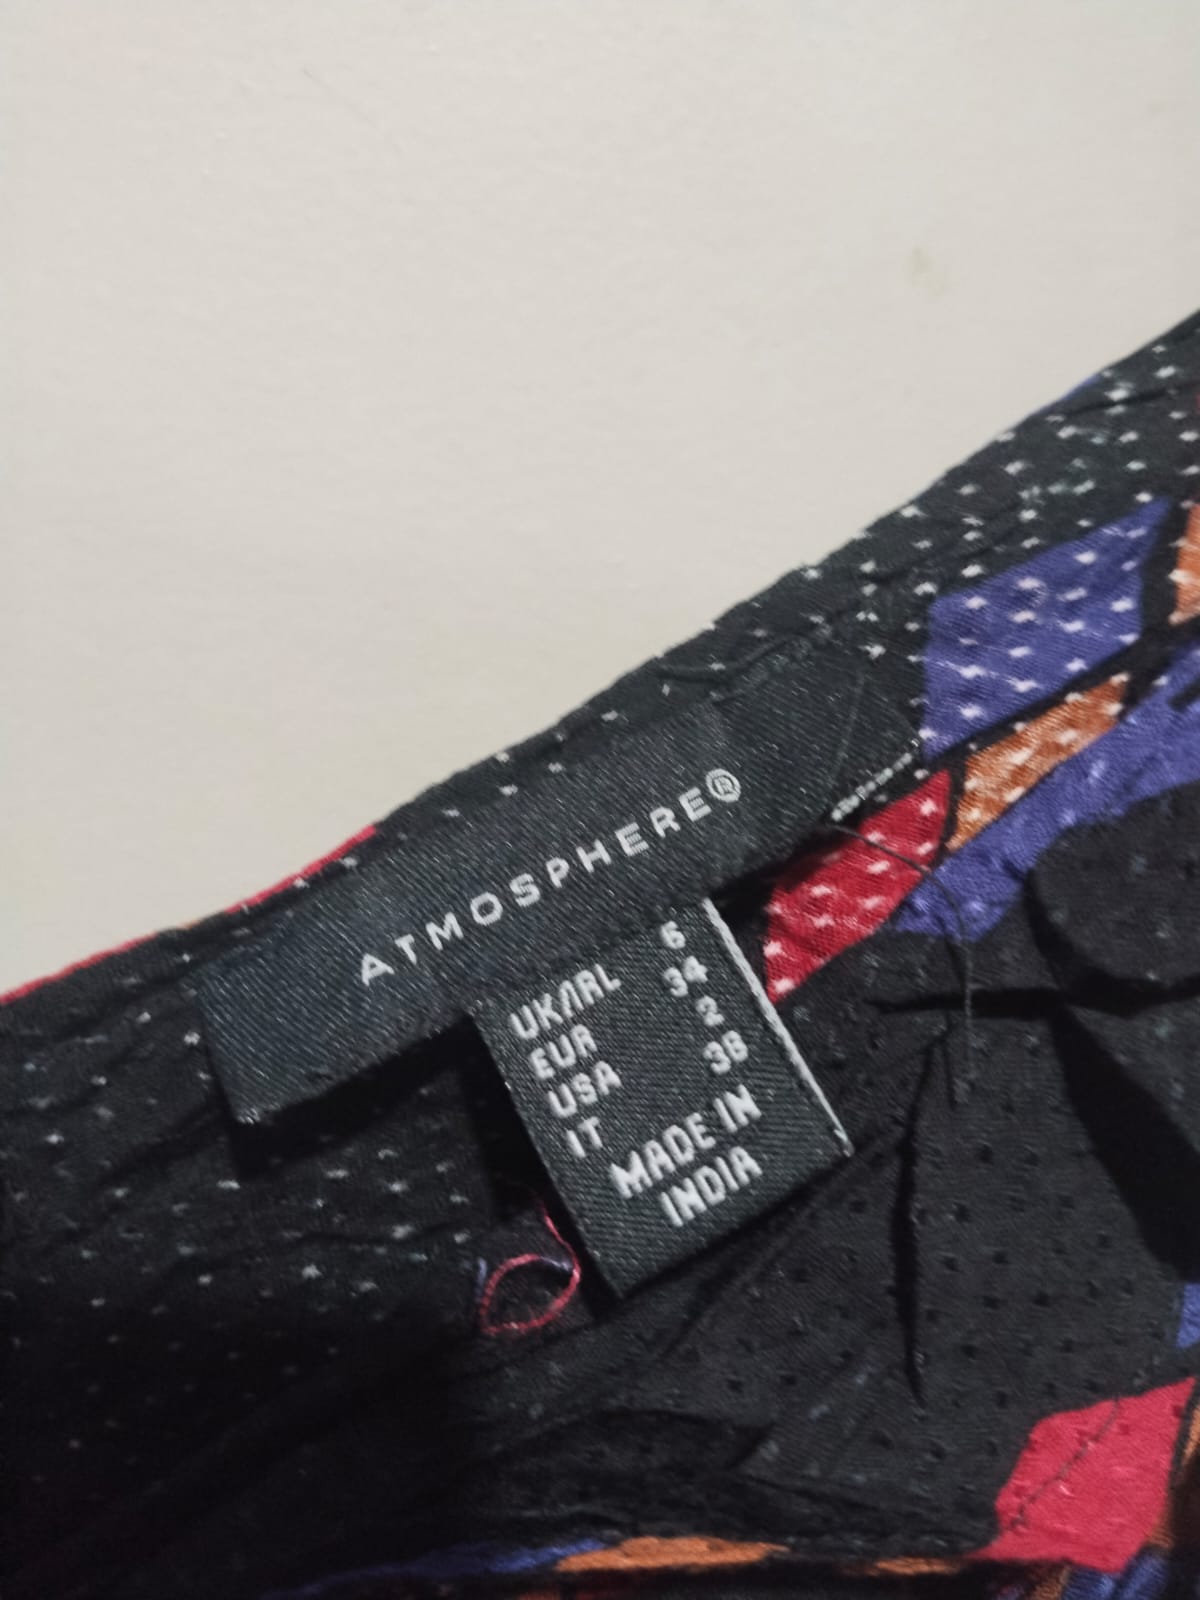 ATMOSPHERE®
UK/IRL 6
EUR 34
USA 2
IT 38
MADE IN
INDIA